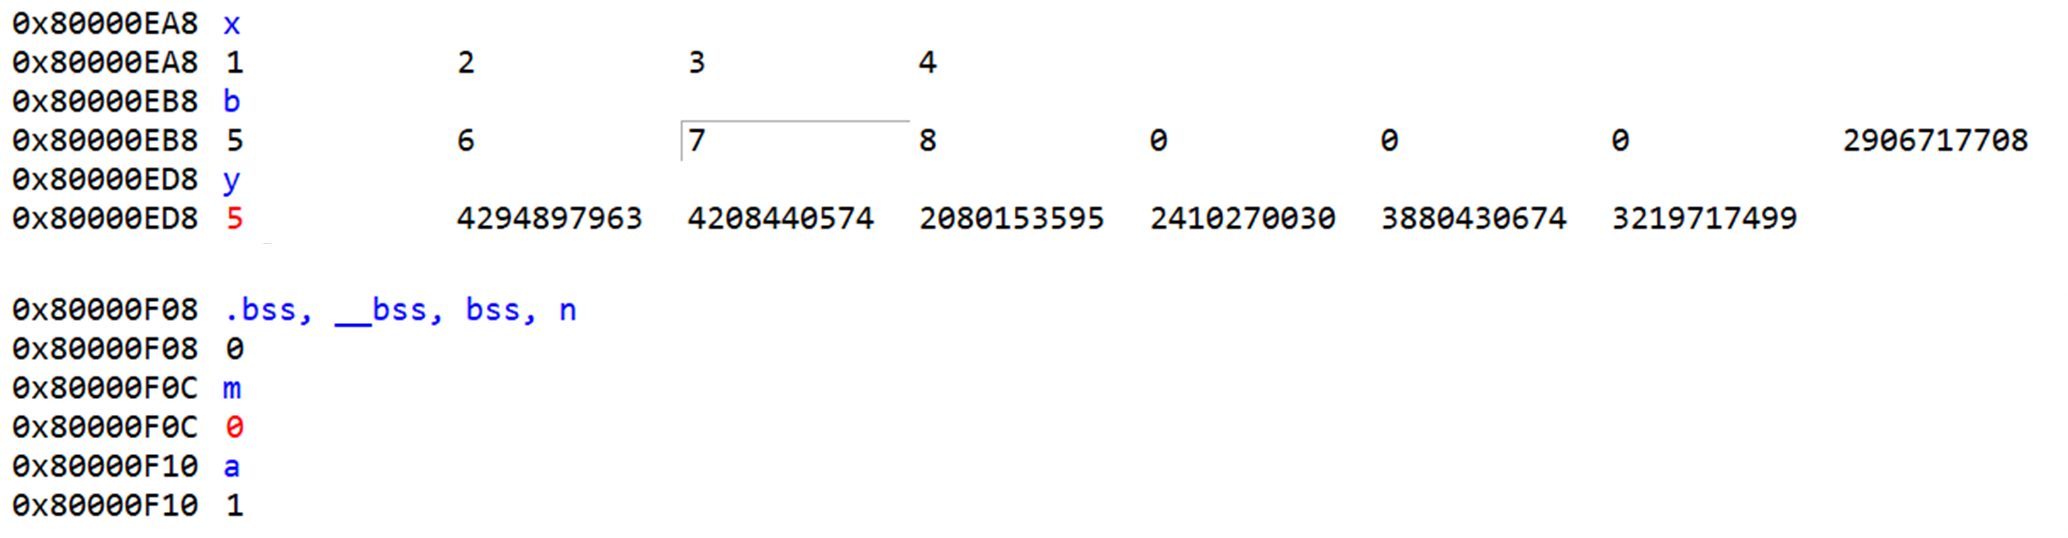 0x80000EA8 x
0x80000EA8 1 2 3 4
0x80000EB8 b
0x80000EB8 5 6 7 8 0 0 0 2906717708
0x80000ED8 y
0x80000ED8 5 4294897963 4208440574 2080153595 2410270030 3880430674 3219717499
0x80000F08 .bss, __bss, bss, n
0x80000F08 0
0x80000F0C m
0x80000F0C 0
0x80000F10 a
0x80000F10 1